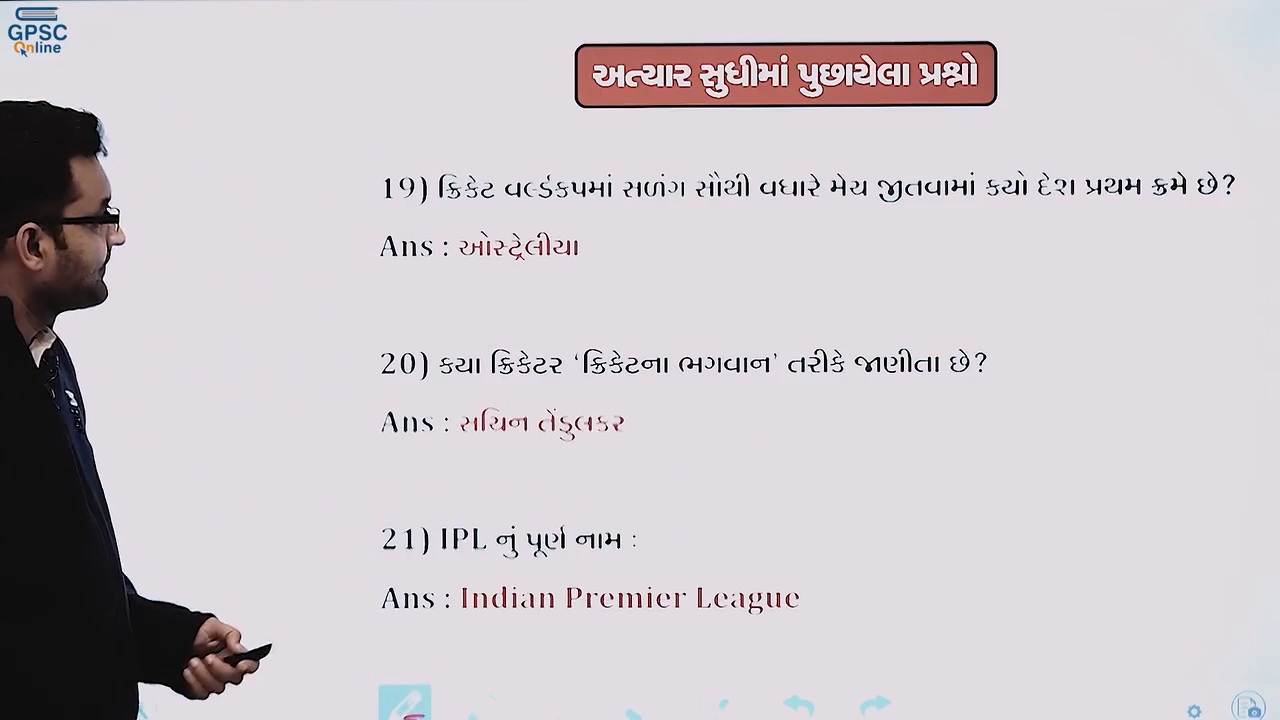 GPSC
Online
અત્યાર સુધીમાં પુછાયેલા પ્રશ્નો
19) ક્રિકેટ વર્લ્ડકપમાં સળંગ સૌથી વધારે મેચ જીતવામાં કયો દેશ પ્રથમ ક્રમે છે?
Ans : ઓસ્ટ્રેલીયા
20) કયા ક્રિકેટર ‘ક્રિકેટના ભગવાન’ તરીકે જાણીતા છે?
Ans : સચિન તેંડુલકર
21) IPL નું પૂર્ણ નામ :
Ans : Indian Premier League